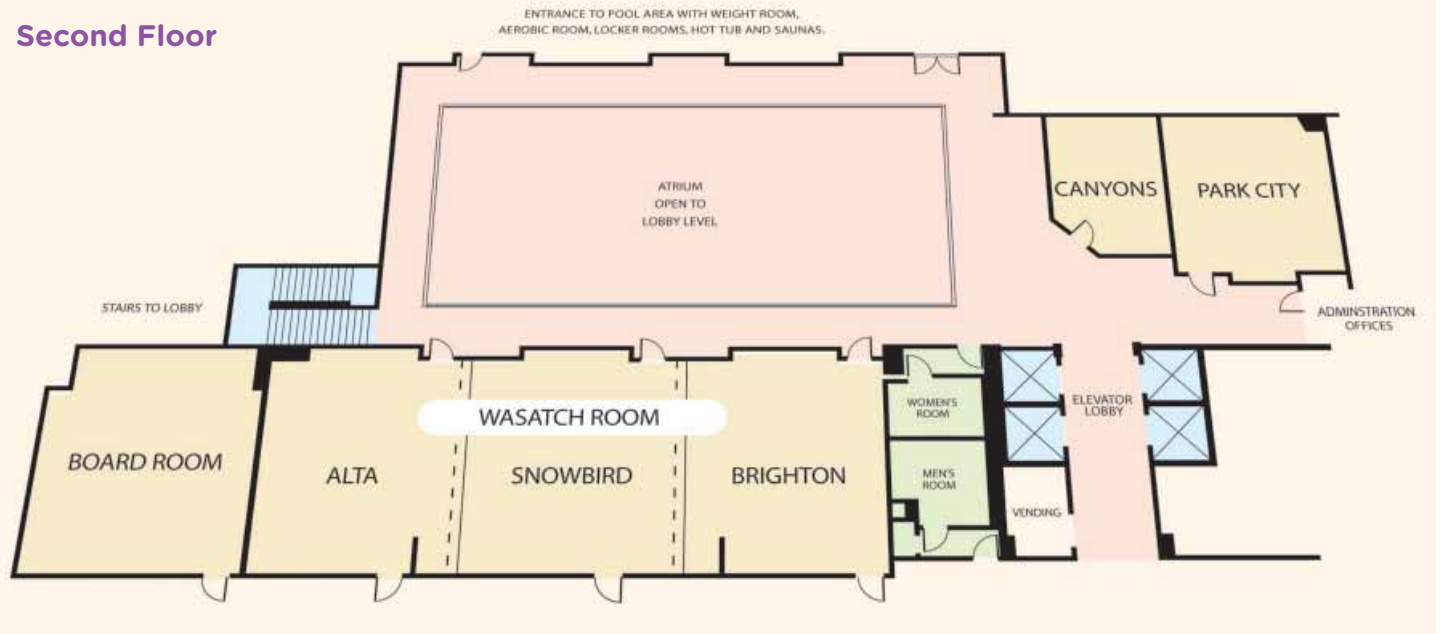 Second Floor
ENTRANCE TO POOL AREA WITH WEIGHT ROOM,
AEROBIC ROOM, LOCKER ROOMS, HOT TUB AND SAUNAS.
ATRIUM
OPEN TO
LOBBY LEVEL
CANYONS
PARK CITY
STAIRS TO LOBBY
ADMINSTRATION
OFFICES
WOMEN'S
ROOM
ELEVATOR
LOBBY
WASATCH ROOM
BOARD ROOM
ALTA
SNOWBIRD
BRIGHTON
MEN'S
ROOM
VENDING